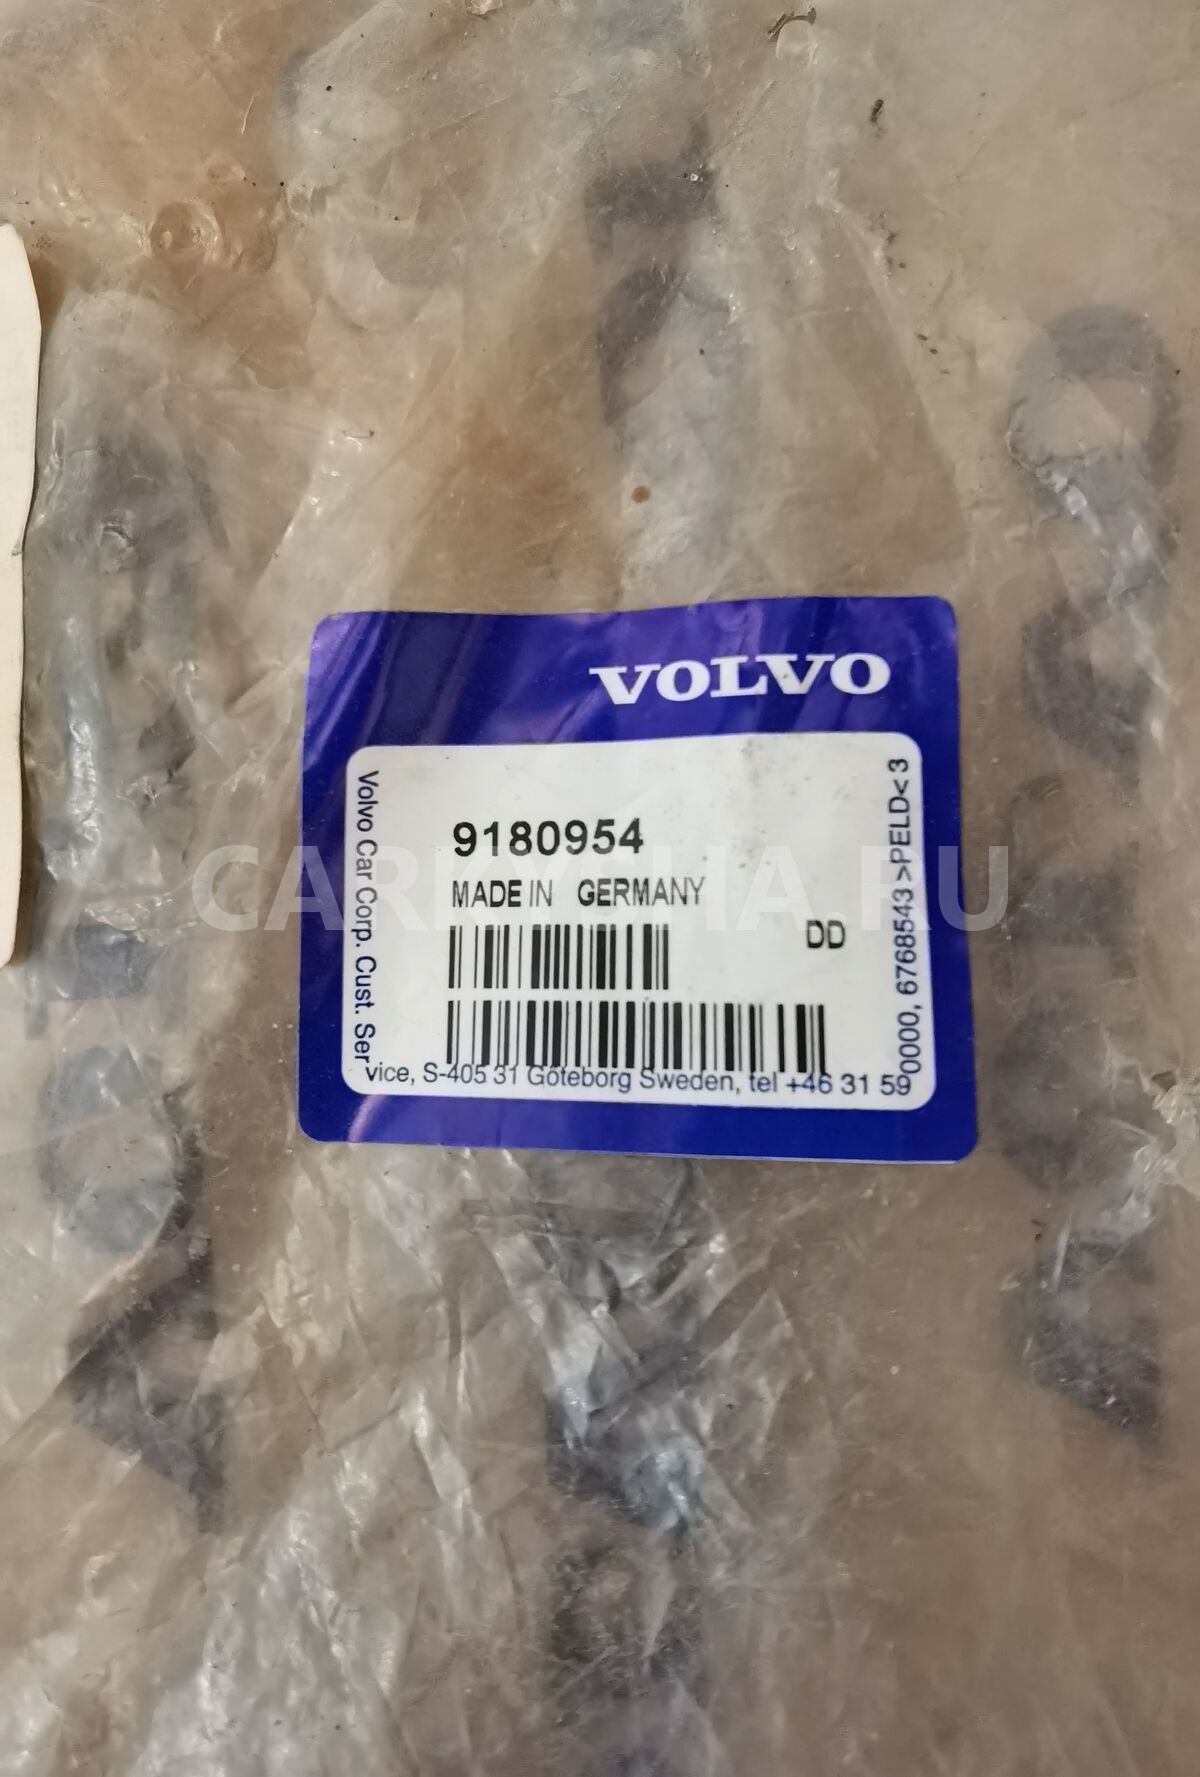 VOLVO
9180954
MADE IN GERMANY
DD
Volvo Car Corp. Cust. Service, S-405 31 Göteborg Sweden, tel +46 31 590000, 6768543 >PELD< 3
CARKYCHA.RU